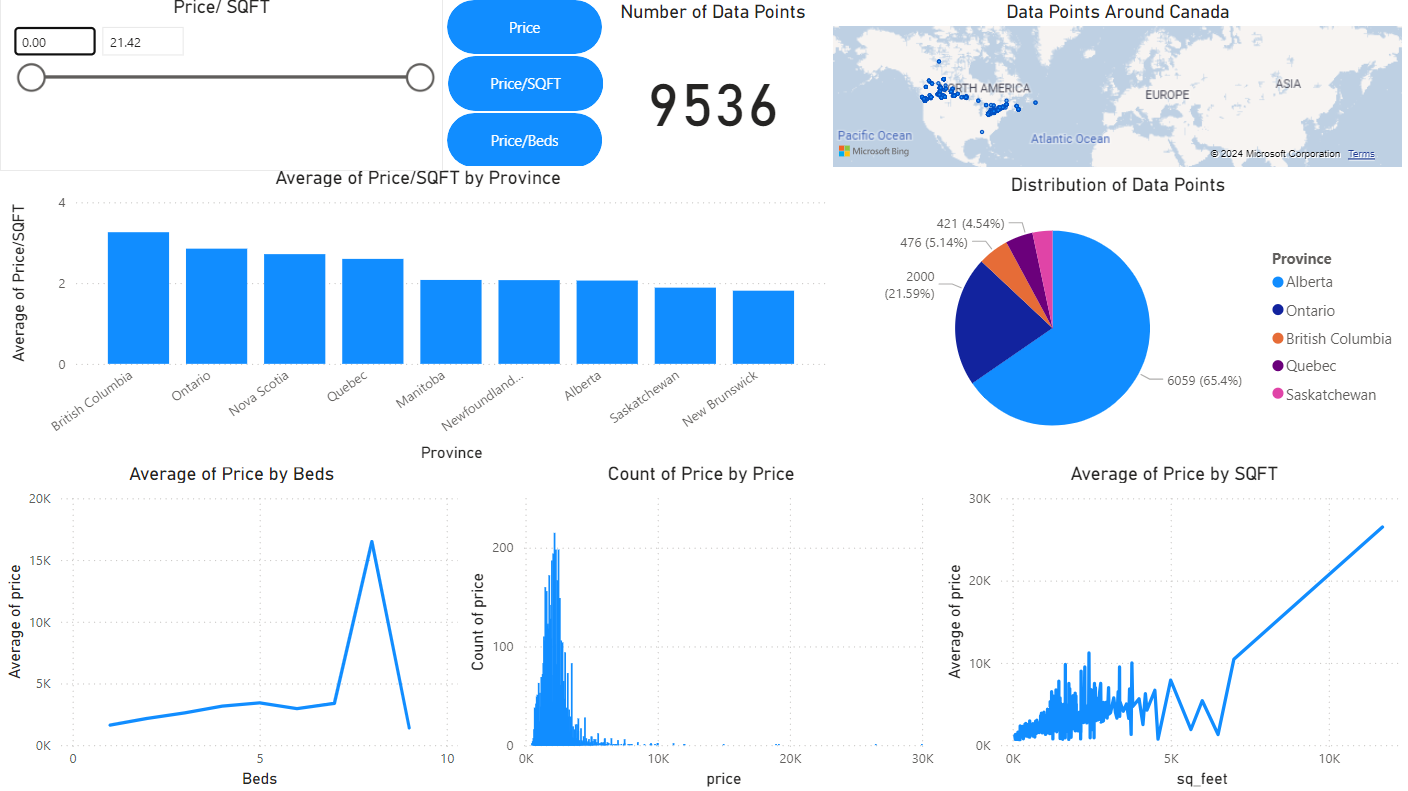 Price/ SQFT
0.00
21.42
Price
Price/SQFT
Price/Beds
Number of Data Points
9536
Data Points Around Canada
NORTH AMERICA
EUROPE
ASIA
Pacific Ocean
Atlantic Ocean
Microsoft Bing
© 2024 Microsoft Corporation Terms
Average of Price/SQFT by Province
Average of Price/SQFT
4
2
0
British Columbia
Ontario
Nova Scotia
Quebec
Manitoba
Newfoundland...
Alberta
Saskatchewan
New Brunswick
Province
Distribution of Data Points
421 (4.54%)
476 (5.14%)
2000
(21.59%)
6059 (65.4%)
Province
Alberta
Ontario
British Columbia
Quebec
Saskatchewan
Average of Price by Beds
Average of price
20K
15K
10K
5K
0K
0
5
10
Beds
Count of Price by Price
Count of price
200
100
0
0K
10K
20K
30K
price
Average of Price by SQFT
Average of price
30K
20K
10K
0K
0K
5K
10K
sq_feet